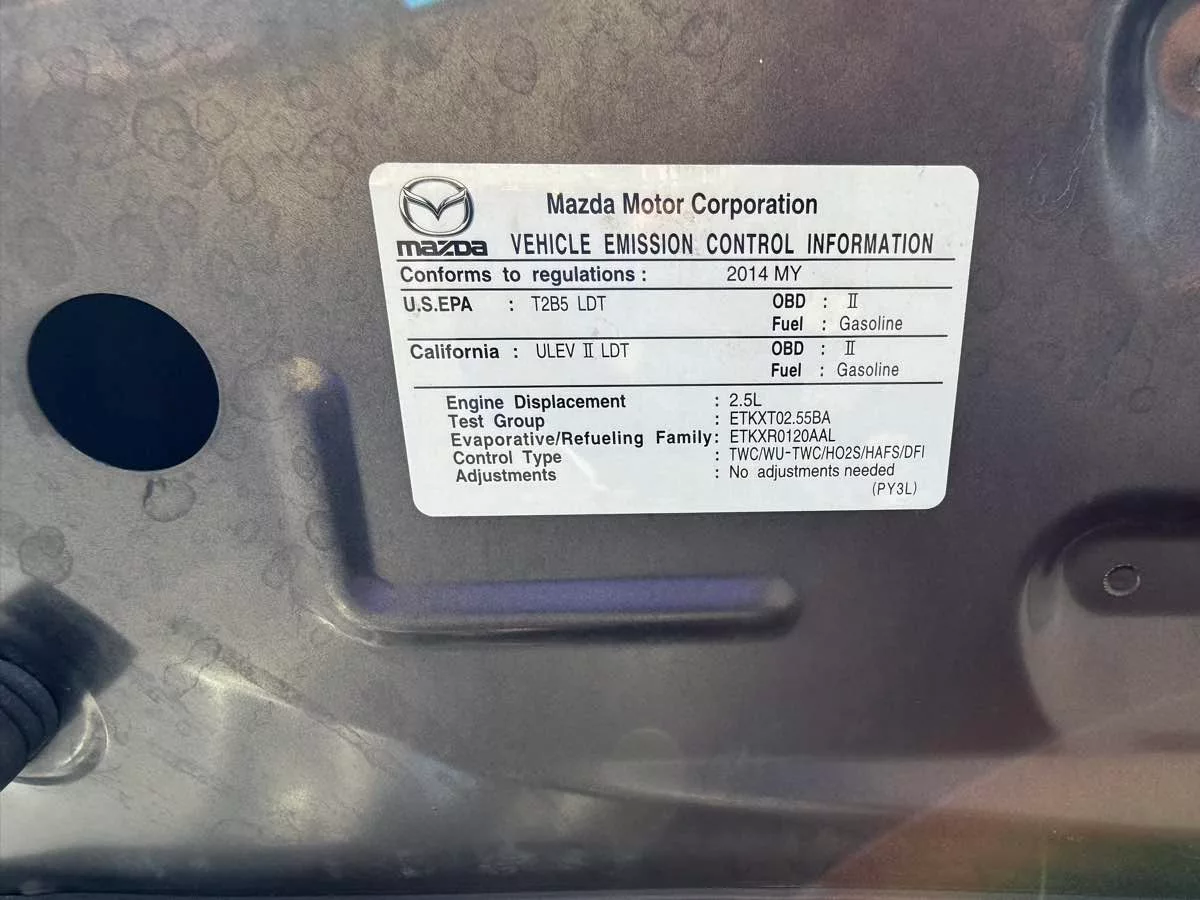 mazda
Mazda Motor Corporation
VEHICLE EMISSION CONTROL INFORMATION
Conforms to regulations : 2014 MY
U.S.EPA : T2B5 LDT OBD : II
Fuel : Gasoline
California : ULEV II LDT OBD : II
Fuel : Gasoline
Engine Displacement : 2.5L
Test Group : ETKXT02.55BA
Evaporative/Refueling Family : ETKXR0120AAL
Control Type : TWC/WU-TWC/HO2S/HAFS/DFI
Adjustments : No adjustments needed
(PY3L)